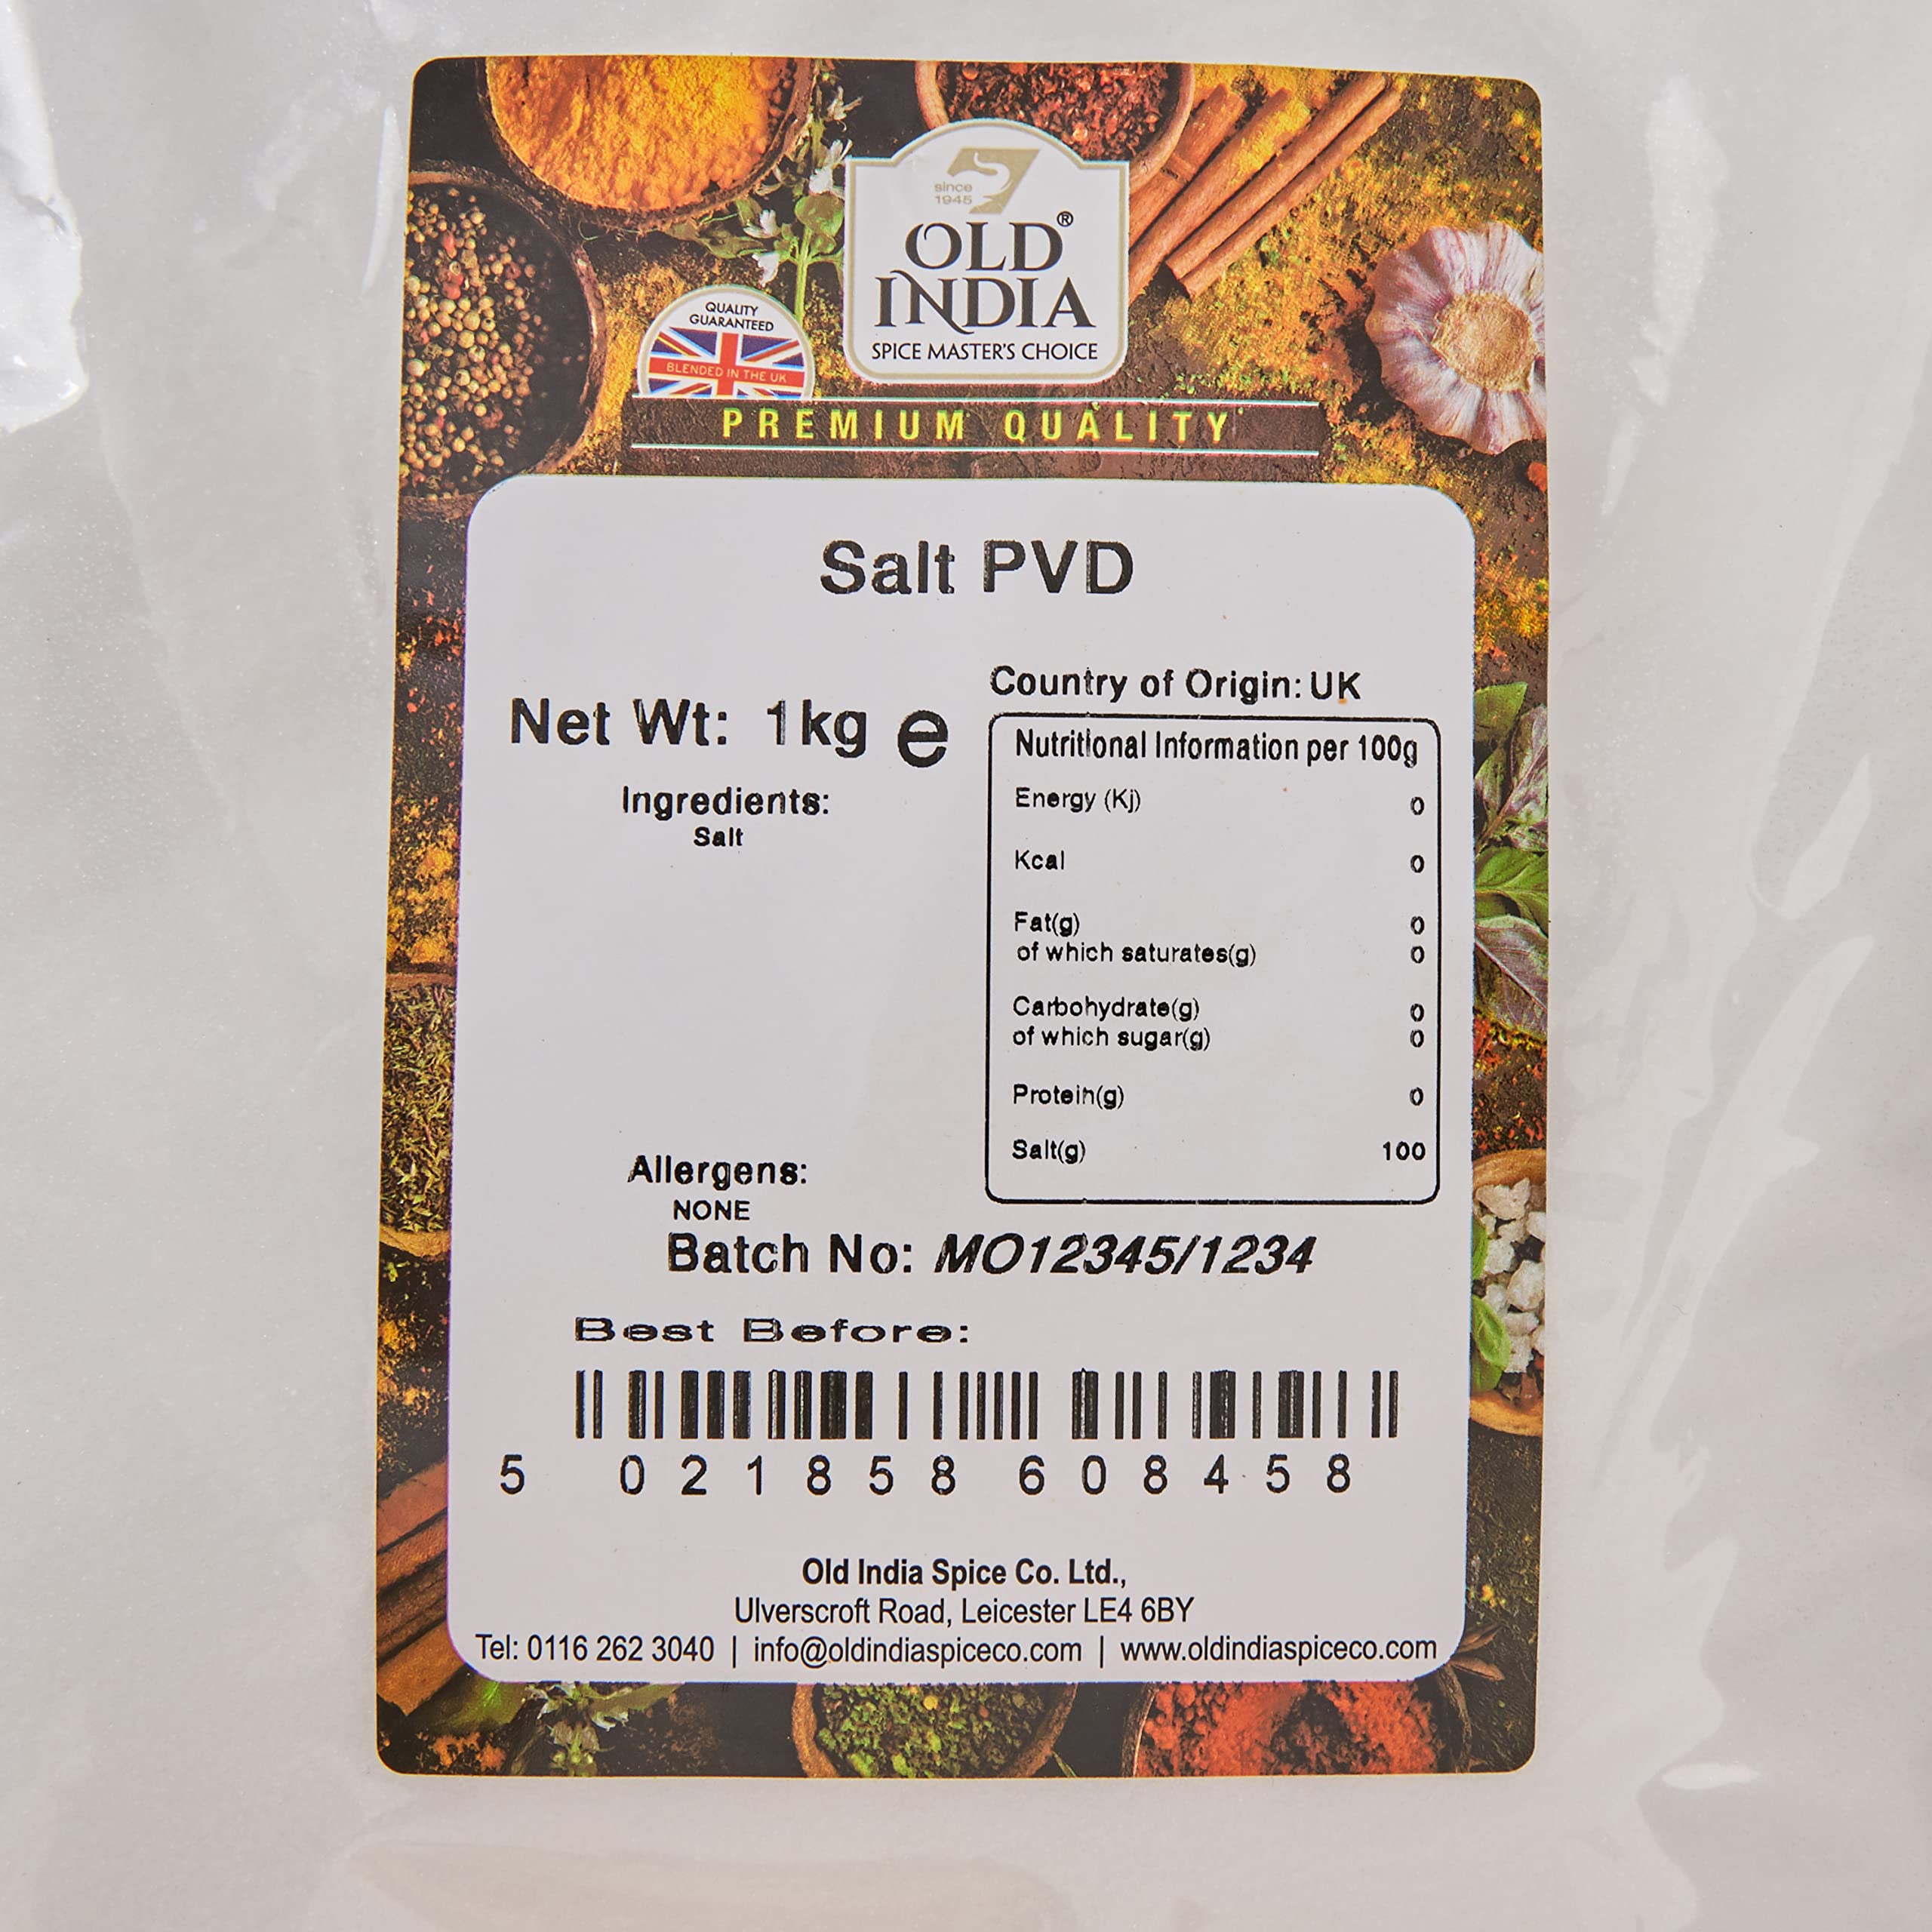 since
1945
OLD®
INDIA
SPICE MASTER'S CHOICE
QUALITY
GUARANTEED
BLENDED IN THE UK
PREMIUM QUALITY
Salt PVD
Net Wt: 1kg e
Ingredients:
Salt
Country of Origin: UK
Nutritional Information per 100g
Energy (Kj) 0
Kcal 0
Fat(g) 0
of which saturates(g) 0
Carbohydrate(g) 0
of which sugar(g) 0
Protein(g) 0
Salt(g) 100
Allergens:
NONE
Batch No: MO12345/1234
Best Before:
5 021858 608458
Old India Spice Co. Ltd.,
Ulverscroft Road, Leicester LE4 6BY
Tel: 0116 262 3040 | info@oldindiaspiceco.com | www.oldindiaspiceco.com